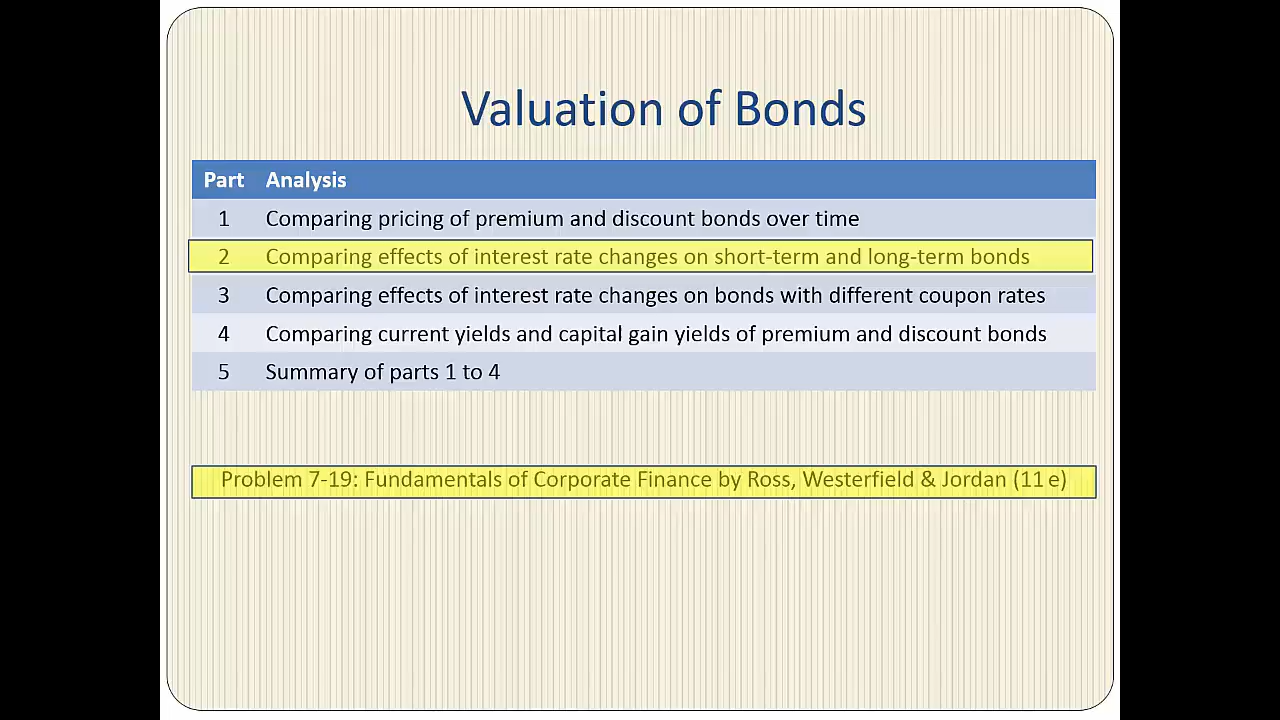 Valuation of Bonds
Part Analysis
1 Comparing pricing of premium and discount bonds over time
2 Comparing effects of interest rate changes on short-term and long-term bonds
3 Comparing effects of interest rate changes on bonds with different coupon rates
4 Comparing current yields and capital gain yields of premium and discount bonds
5 Summary of parts 1 to 4
Problem 7-19: Fundamentals of Corporate Finance by Ross, Westerfield & Jordan (11 e)